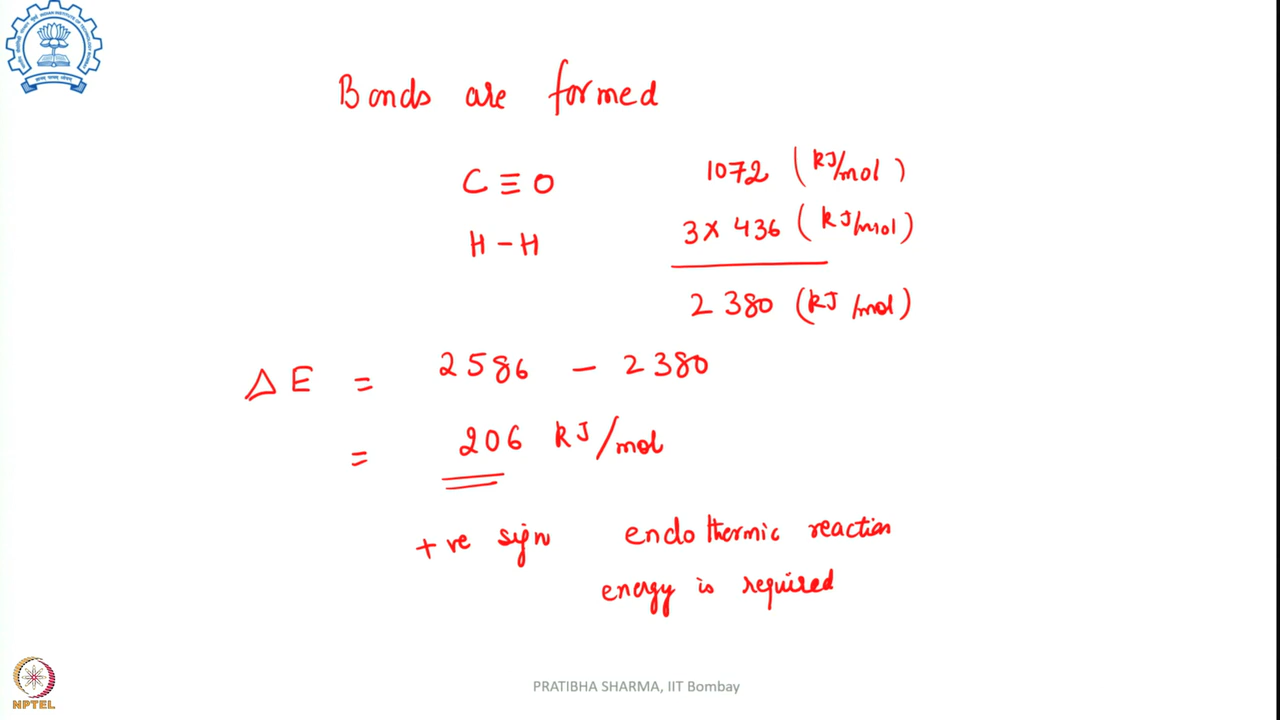 Bonds are formed
C ≡ O 1072 (kJ/mol)
H - H 3 x 436 (kJ/mol)
2380 (kJ/mol)
Δ E = 2586 - 2380
= 206 kJ/mol
+ve sign endothermic reaction
energy is required
PRATIBHA SHARMA, IIT Bombay
NPTEL